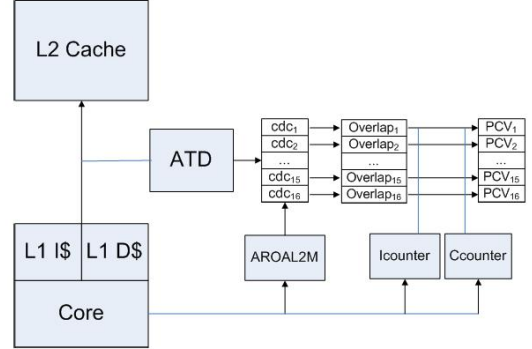 L2 Cache
ATD
cdc1
cdc2
...
cdc15
cdc16
Overlap1
Overlap2
...
Overlap15
Overlap16
PCV1
PCV2
...
PCV15
PCV16
L1 I$
L1 D$
Core
AROAL2M
Icounter
Ccounter